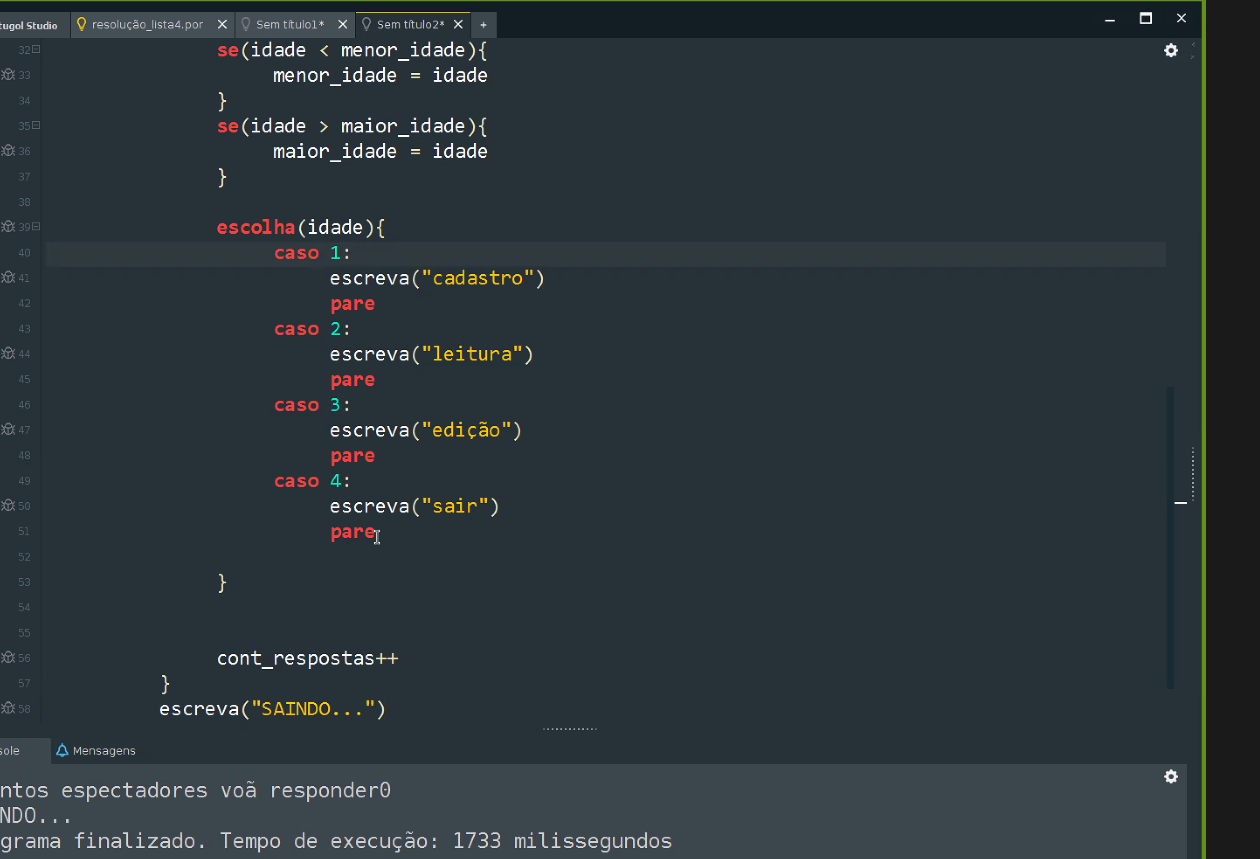 tugol Studio resolução_lista4.por Sem título1* Sem título2* +
32 se(idade < menor_idade){
33 menor_idade = idade
34 }
35 se(idade > maior_idade){
36 maior_idade = idade
37 }
38
39 escolha(idade){
40 caso 1:
41 escreva("cadastro")
42 pare
43 caso 2:
44 escreva("leitura")
45 pare
46 caso 3:
47 escreva("edição")
48 pare
49 caso 4:
50 escreva("sair")
51 pare
52
53 }
54
55
56 cont_respostas++
57 }
58 escreva("SAINDO...")
sole Mensagens
ntos espectadores voã responder0
NDO...
grama finalizado. Tempo de execução: 1733 milissegundos